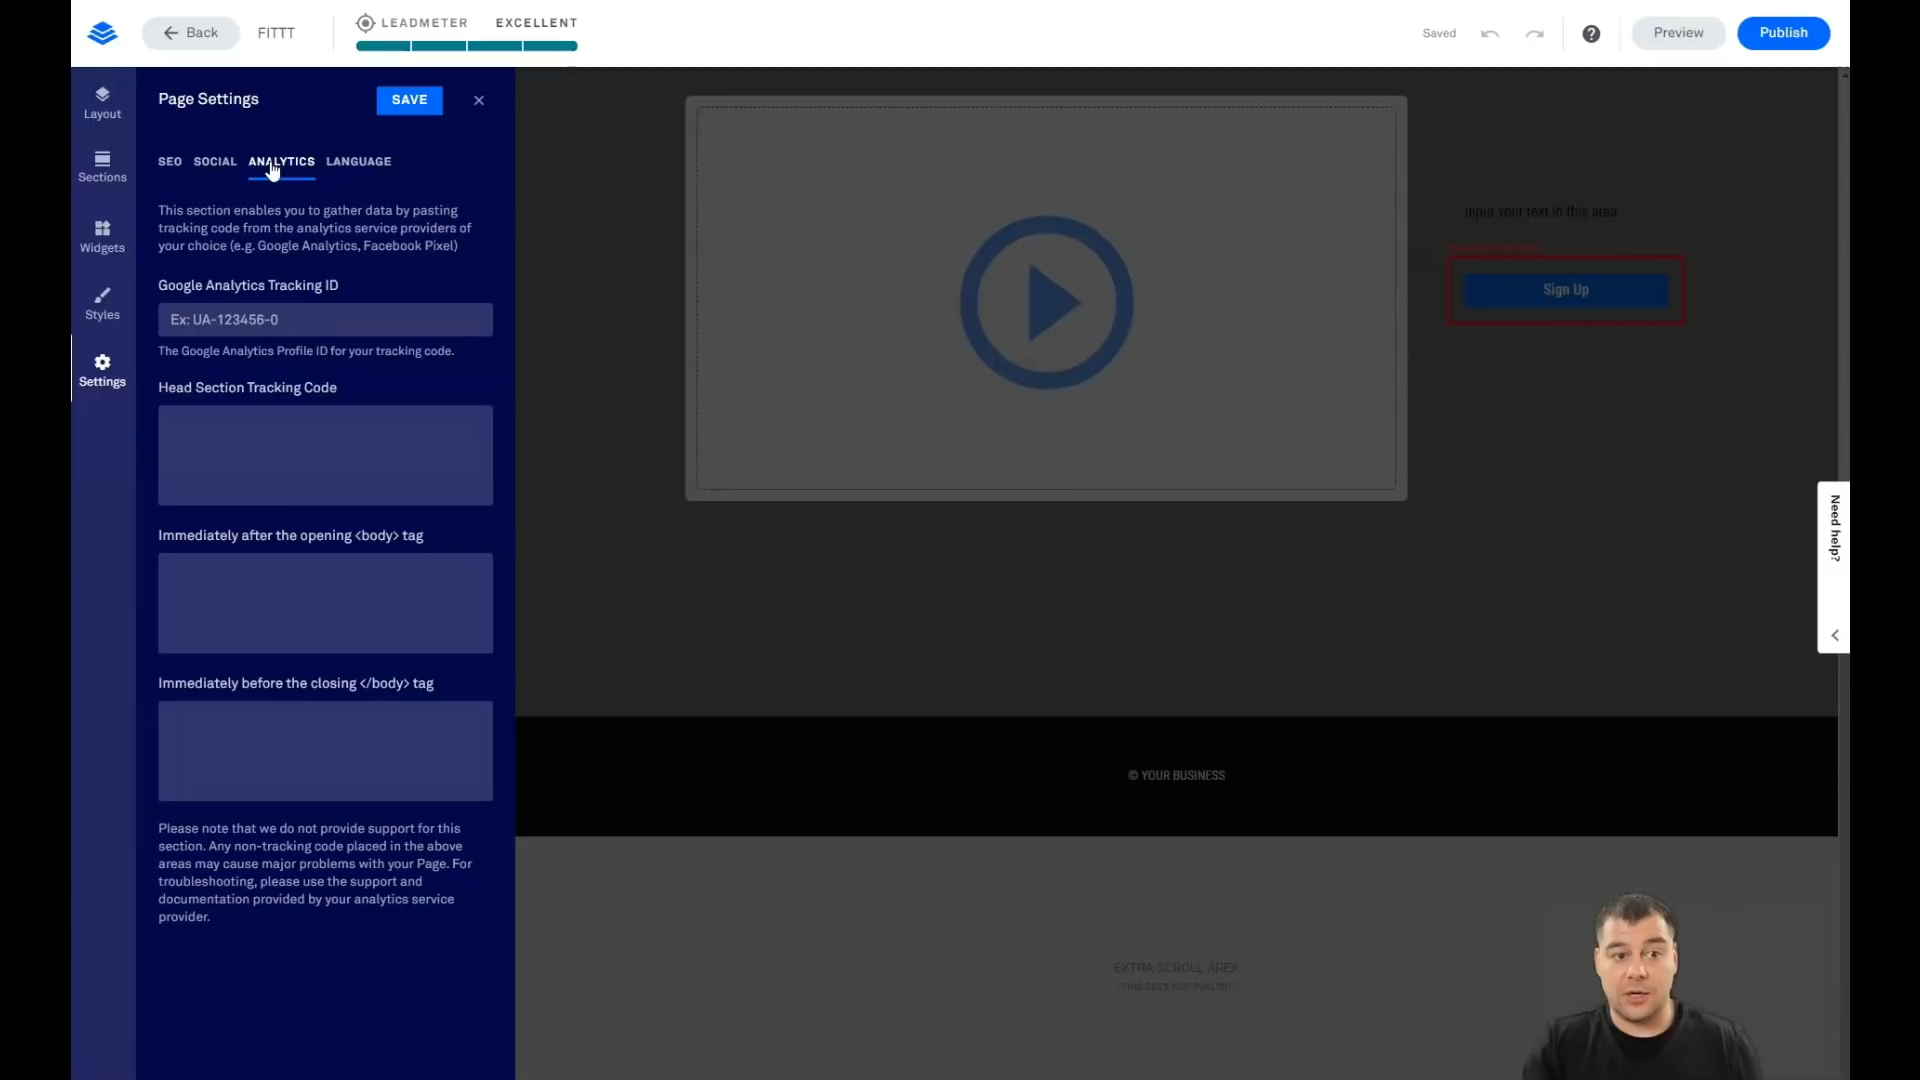 Back
FITTT
LEADMETER EXCELLENT
Saved
Preview
Publish
Layout
Sections
Widgets
Styles
Settings
Page Settings
SAVE
SEO SOCIAL ANALYTICS LANGUAGE
This section enables you to gather data by pasting
tracking code from the analytics service providers of
your choice (e.g. Google Analytics, Facebook Pixel)
Google Analytics Tracking ID
Ex: UA-123456-0
The Google Analytics Profile ID for your tracking code.
Head Section Tracking Code
Immediately after the opening <body> tag
Immediately before the closing </body> tag
Please note that we do not provide support for this
section. Any non-tracking code placed in the above
areas may cause major problems with your Page. For
troubleshooting, please use the support and
documentation provided by your analytics service
provider.
Input your text in this area
Sign Up
Need help?
© YOUR BUSINESS
EXTRA SCROLL AREA
THIS DOES NOT PUBLISH